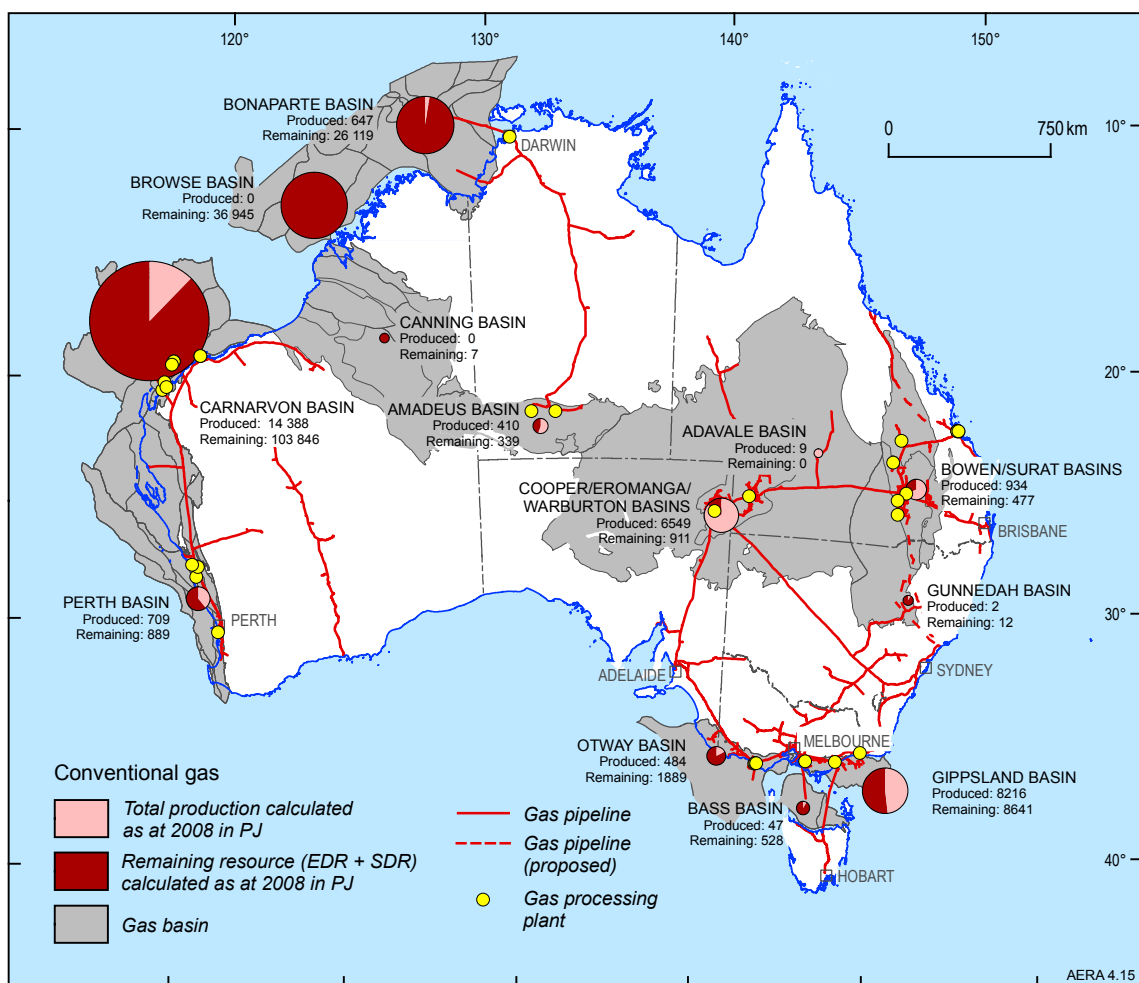 120°
130°
140°
150°
BONAPARTE BASIN
Produced: 647
Remaining: 26 119
DARWIN
0
750 km
10°
BROWSE BASIN
Produced: 0
Remaining: 36 945
CANNING BASIN
Produced: 0
Remaining: 7
20°
CARNARVON BASIN
Produced: 14 388
Remaining: 103 846
AMADEUS BASIN
Produced: 410
Remaining: 339
ADAVALE BASIN
Produced: 9
Remaining: 0
BOWEN/SURAT BASINS
Produced: 934
Remaining: 477
COOPER/EROMANGA/
WARBURTON BASINS
Produced: 6549
Remaining: 911
BRISBANE
GUNNEDAH BASIN
Produced: 2
Remaining: 12
PERTH BASIN
Produced: 709
Remaining: 889
PERTH
30°
ADELAIDE
SYDNEY
MELBOURNE
OTWAY BASIN
Produced: 484
Remaining: 1889
GIPPSLAND BASIN
Produced: 8216
Remaining: 8641
BASS BASIN
Produced: 47
Remaining: 528
HOBART
40°
Conventional gas
Total production calculated
as at 2008 in PJ
Remaining resource (EDR + SDR)
calculated as at 2008 in PJ
Gas basin
Gas pipeline
Gas pipeline
(proposed)
Gas processing
plant
AERA 4.15